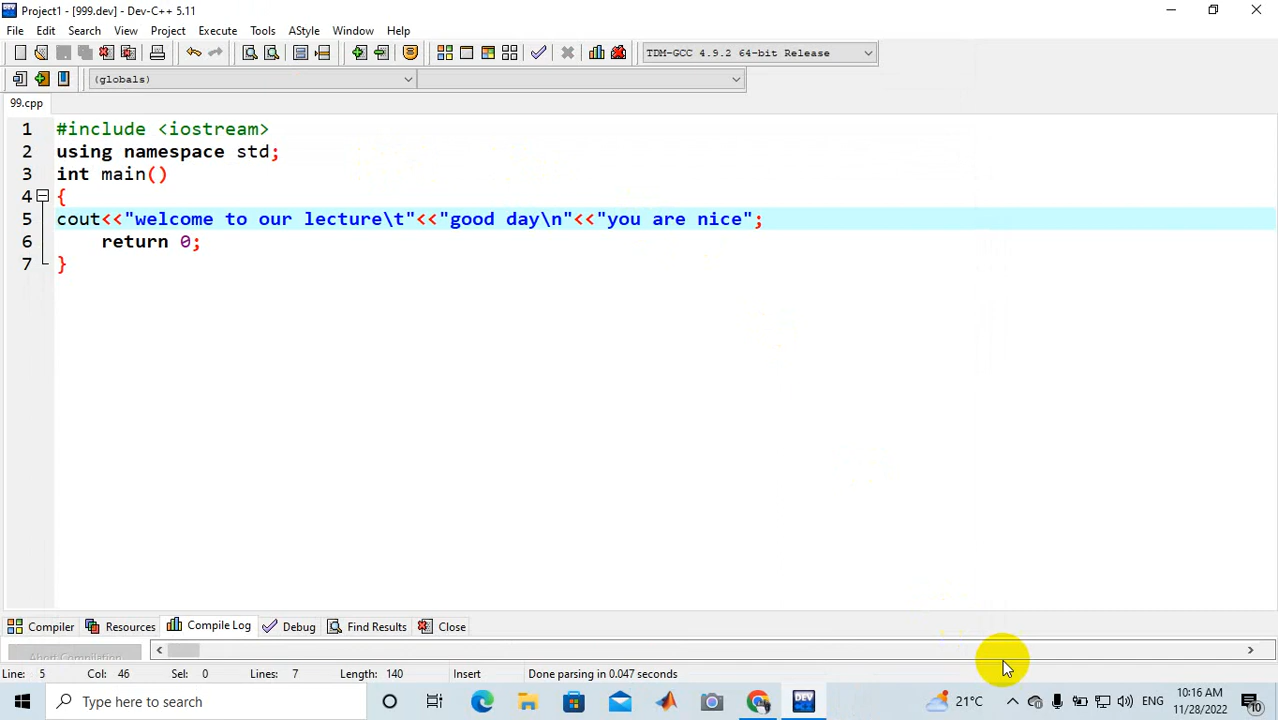 Project1 - [999.dev] - Dev-C++ 5.11
File Edit Search View Project Execute Tools AStyle Window Help
TDM-GCC 4.9.2 64-bit Release
(globals)
99.cpp
1 #include <iostream>
2 using namespace std;
3 int main()
4 {
5 cout<<"welcome to our lecture\t"<<"good day\n"<<"you are nice";
6 return 0;
7 }
Compiler Resources Compile Log Debug Find Results Close
Abort Compilation
Line: 5 Col: 46 Sel: 0 Lines: 7 Length: 140 Insert Done parsing in 0.047 seconds
Type here to search
DEV
21°C
ENG
10:16 AM
11/28/2022
10